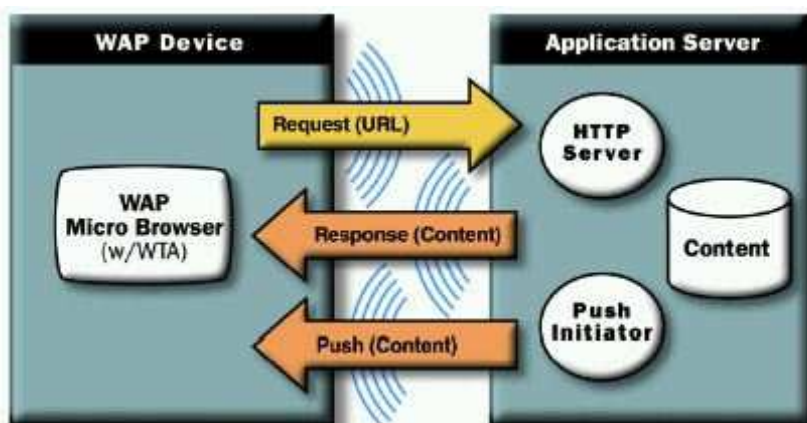 WAP Device
Application Server
Request (URL)
HTTP
Server
WAP
Micro Browser
(w/WTA)
Response (Content)
Content
Push
Initiator
Push (Content)